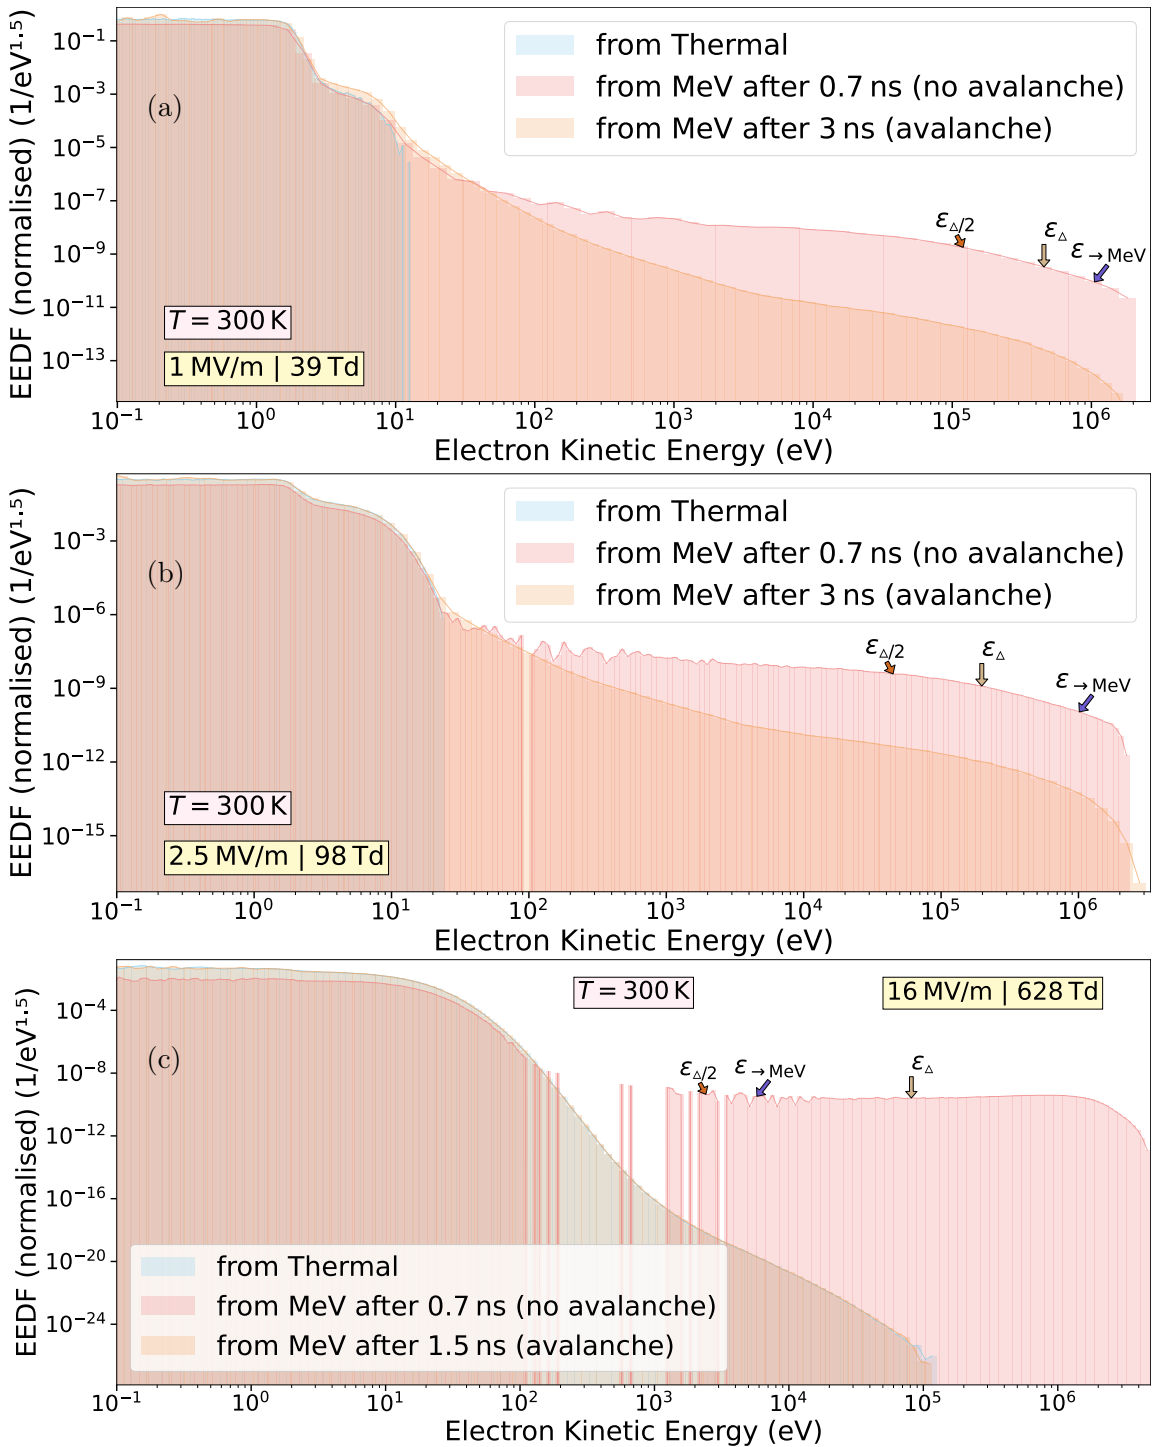 EEDF (normalised) (1/eV¹·⁵)
10⁻¹
10⁻³
10⁻⁵
10⁻⁷
10⁻⁹
10⁻¹¹
10⁻¹³
(a)
from Thermal
from MeV after 0.7 ns (no avalanche)
from MeV after 3 ns (avalanche)
ε△/2
ε△
ε→MeV
T = 300 K
1 MV/m | 39 Td
10⁻¹ 10⁰ 10¹ 10² 10³ 10⁴ 10⁵ 10⁶
Electron Kinetic Energy (eV)
EEDF (normalised) (1/eV¹·⁵)
10⁻³
10⁻⁶
10⁻⁹
10⁻¹²
10⁻¹⁵
(b)
from Thermal
from MeV after 0.7 ns (no avalanche)
from MeV after 3 ns (avalanche)
ε△/2
ε△
ε→MeV
T = 300 K
2.5 MV/m | 98 Td
10⁻¹ 10⁰ 10¹ 10² 10³ 10⁴ 10⁵ 10⁶
Electron Kinetic Energy (eV)
EEDF (normalised) (1/eV¹·⁵)
10⁻⁴
10⁻⁸
10⁻¹²
10⁻¹⁶
10⁻²⁰
10⁻²⁴
T = 300 K
16 MV/m | 628 Td
(c)
ε△/2
ε→MeV
ε△
from Thermal
from MeV after 0.7 ns (no avalanche)
from MeV after 1.5 ns (avalanche)
10⁻¹ 10⁰ 10¹ 10² 10³ 10⁴ 10⁵ 10⁶
Electron Kinetic Energy (eV)